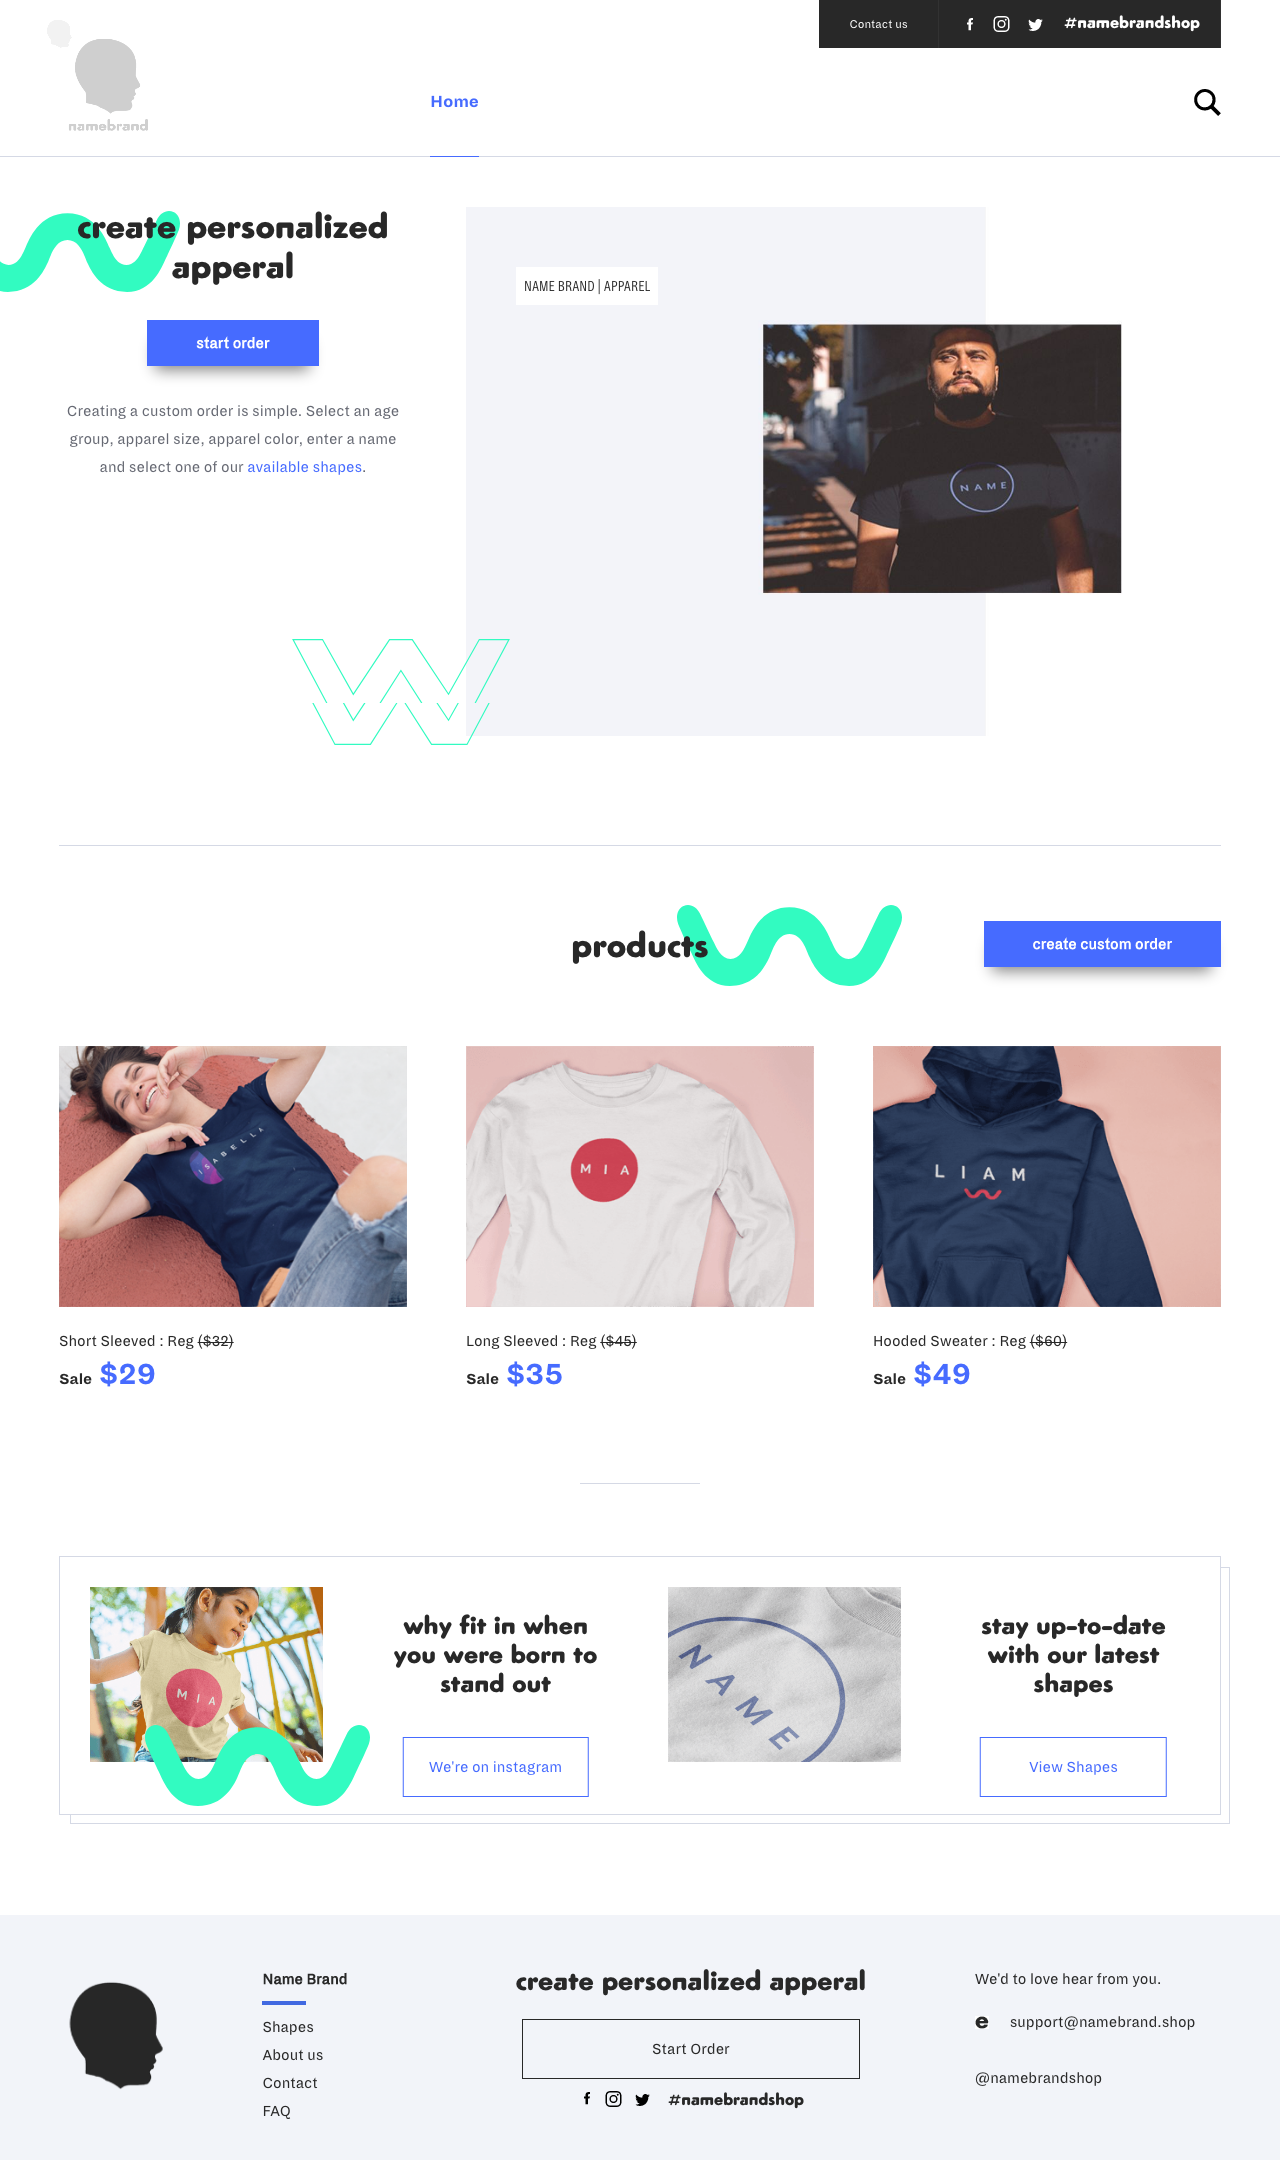 Contact us
#namebrandshop
namebrand
Home
create personalized
apperal
start order
Creating a custom order is simple. Select an age
group, apparel size, apparel color, enter a name
and select one of our available shapes.
NAME BRAND | APPAREL
NAME
products
create custom order
ISABELLA
MIA
LIAM
Short Sleeved : Reg ($32)
Sale $29
Long Sleeved : Reg ($45)
Sale $35
Hooded Sweater : Reg ($60)
Sale $49
MIA
why fit in when
you were born to
stand out
We're on instagram
NAME
stay up-to-date
with our latest
shapes
View Shapes
Name Brand
Shapes
About us
Contact
FAQ
create personalized apperal
Start Order
#namebrandshop
We'd to love hear from you.
e support@namebrand.shop
@namebrandshop